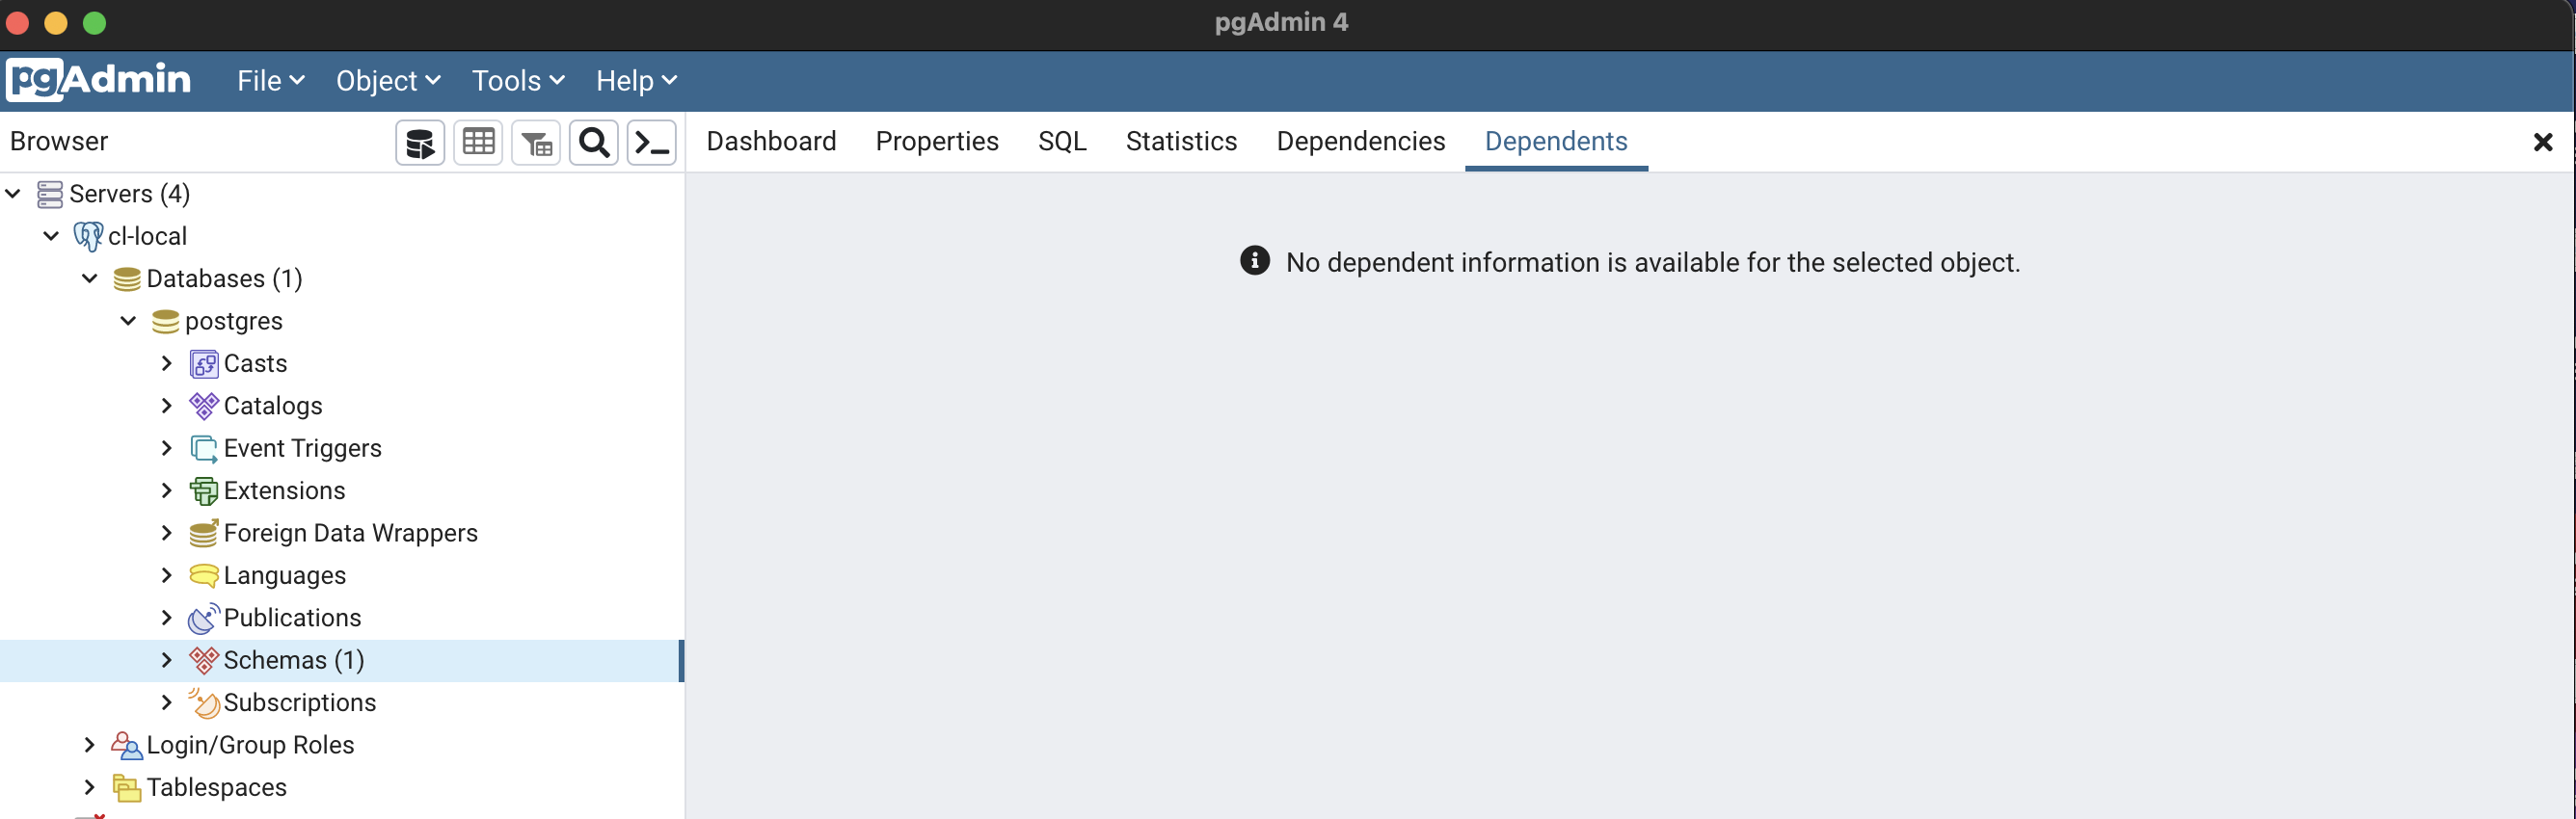 pgAdmin 4
pgAdmin File Object Tools Help
Browser
Dashboard Properties SQL Statistics Dependencies Dependents
Servers (4)
cl-local
Databases (1)
postgres
Casts
Catalogs
Event Triggers
Extensions
Foreign Data Wrappers
Languages
Publications
Schemas (1)
Subscriptions
Login/Group Roles
Tablespaces
No dependent information is available for the selected object.